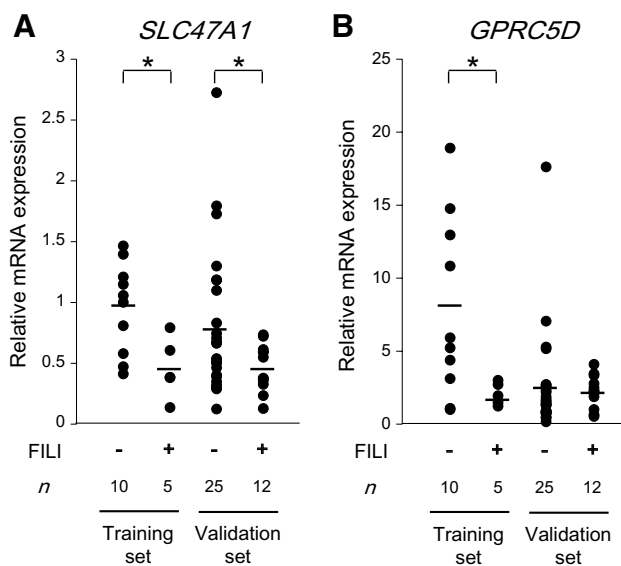 A
SLC47A1
Relative mRNA expression
3
2.5
2
1.5
1
0.5
0
*
*
FILI
-
+
-
+
n
10
5
25
12
Training set
Validation set
B
GPRC5D
Relative mRNA expression
25
20
15
10
5
0
*
-
+
-
+
10
5
25
12
Training set
Validation set